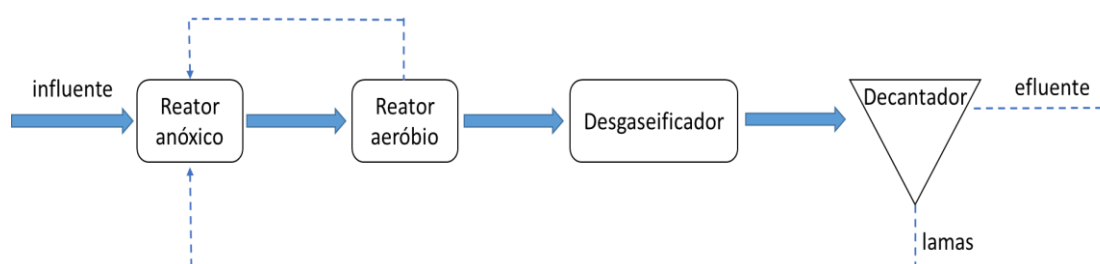 influente
Reator
anóxico
Reator
aeróbio
Desgaseificador
Decantador
efluente
lamas